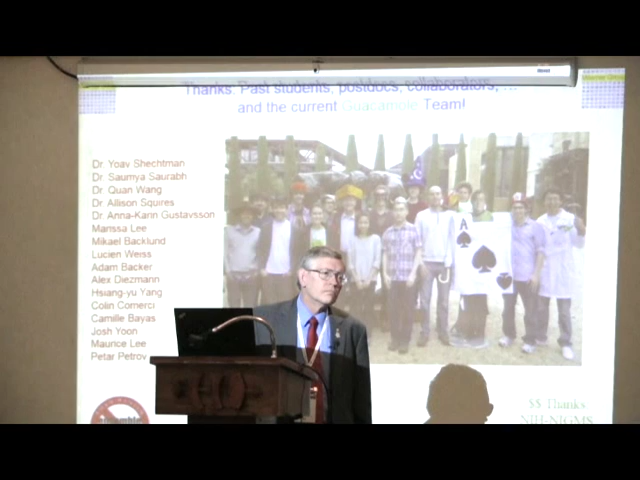 Thanks: Past students, postdocs, collaborators, ...
and the current Guacamole Team!
Dr. Yoav Shechtman
Dr. Saumya Saurabh
Dr. Quan Wang
Dr. Allison Squires
Dr. Anna-Karin Gustavsson
Marissa Lee
Mikael Backlund
Lucien Weiss
Adam Backer
Alex Diezmann
Hsiang-yu Yang
Colin Comerci
Camille Bayas
Josh Yoon
Maurice Lee
Petar Petrov
A
$$ Thanks
NIH-NIGMS